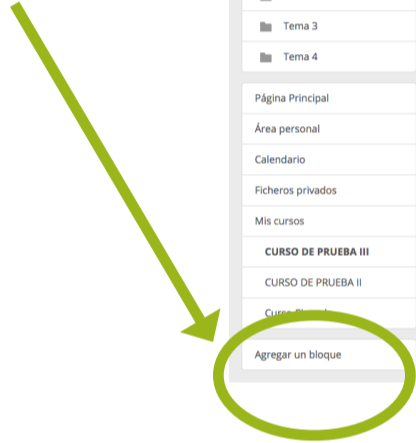 Tema 3
Tema 4
Página Principal
Área personal
Calendario
Ficheros privados
Mis cursos
CURSO DE PRUEBA III
CURSO DE PRUEBA II
Curso
Agregar un bloque